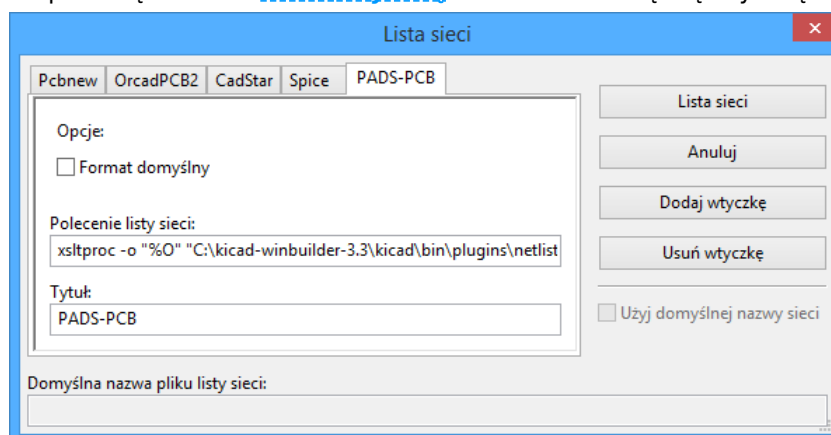 Lista sieci
Pcbnew OrcadPCB2 CadStar Spice PADS-PCB
Opcje:
Format domyślny
Polecenie listy sieci:
xsltproc -o "%O" "C:\kicad-winbuilder-3.3\kicad\bin\plugins\netlist
Tytuł:
PADS-PCB
Lista sieci
Anuluj
Dodaj wtyczkę
Usuń wtyczkę
Użyj domyślnej nazwy sieci
Domyślna nazwa pliku listy sieci: